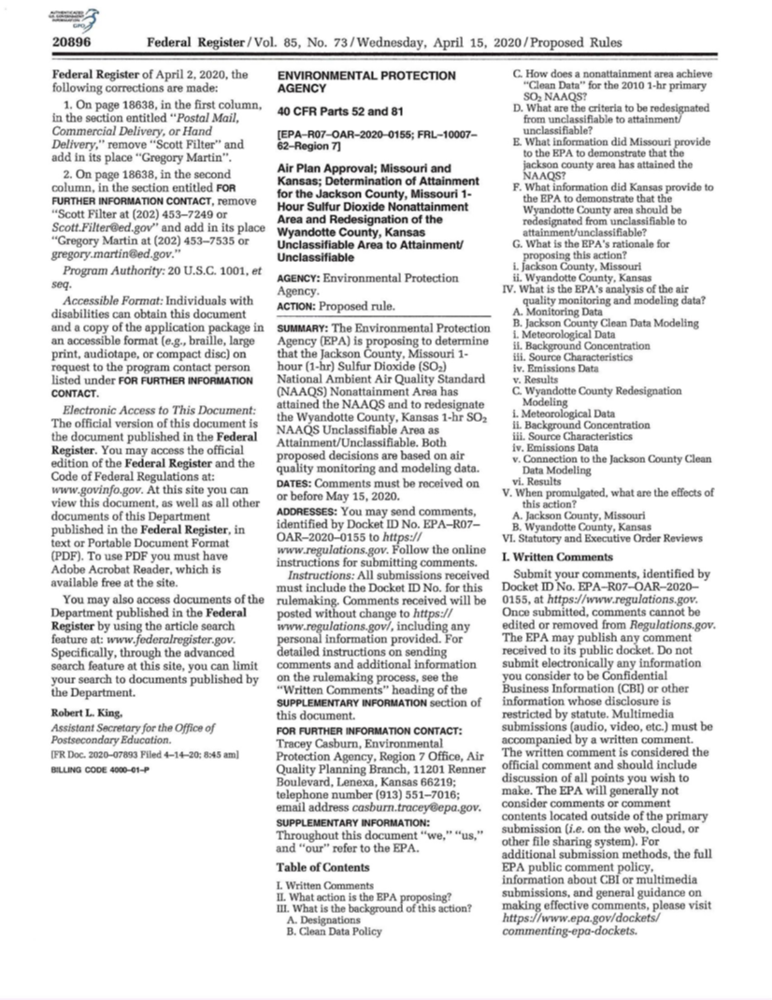 AUTHENTICATED
U.S. GOVERNMENT
INFORMATION
GPO
20896 Federal Register / Vol. 85, No. 73 / Wednesday, April 15, 2020 / Proposed Rules
Federal Register of April 2, 2020, the
following corrections are made:
1. On page 18638, in the first column,
in the section entitled “Postal Mail,
Commercial Delivery, or Hand
Delivery,” remove “Scott Filter” and
add in its place “Gregory Martin”.
2. On page 18638, in the second
column, in the section entitled FOR
FURTHER INFORMATION CONTACT, remove
“Scott Filter at (202) 453–7249 or
Scott.Filter@ed.gov” and add in its place
“Gregory Martin at (202) 453–7535 or
gregory.martin@ed.gov.”
Program Authority: 20 U.S.C. 1001, et
seq.
Accessible Format: Individuals with
disabilities can obtain this document
and a copy of the application package in
an accessible format (e.g., braille, large
print, audiotape, or compact disc) on
request to the program contact person
listed under FOR FURTHER INFORMATION
CONTACT.
Electronic Access to This Document:
The official version of this document is
the document published in the Federal
Register. You may access the official
edition of the Federal Register and the
Code of Federal Regulations at:
www.govinfo.gov. At this site you can
view this document, as well as all other
documents of this Department
published in the Federal Register, in
text or Portable Document Format
(PDF). To use PDF you must have
Adobe Acrobat Reader, which is
available free at the site.
You may also access documents of the
Department published in the Federal
Register by using the article search
feature at: www.federalregister.gov.
Specifically, through the advanced
search feature at this site, you can limit
your search to documents published by
the Department.
Robert L. King,
Assistant Secretary for the Office of
Postsecondary Education.
[FR Doc. 2020–07893 Filed 4–14–20; 8:45 am]
BILLING CODE 4000–01–P
ENVIRONMENTAL PROTECTION
AGENCY
40 CFR Parts 52 and 81
[EPA–R07–OAR–2020–0155; FRL–10007–
62–Region 7]
Air Plan Approval; Missouri and
Kansas; Determination of Attainment
for the Jackson County, Missouri 1-
Hour Sulfur Dioxide Nonattainment
Area and Redesignation of the
Wyandotte County, Kansas
Unclassifiable Area to Attainment/
Unclassifiable
AGENCY: Environmental Protection
Agency.
ACTION: Proposed rule.
SUMMARY: The Environmental Protection
Agency (EPA) is proposing to determine
that the Jackson County, Missouri 1-
hour (1-hr) Sulfur Dioxide (SO2)
National Ambient Air Quality Standard
(NAAQS) Nonattainment Area has
attained the NAAQS and to redesignate
the Wyandotte County, Kansas 1-hr SO2
NAAQS Unclassifiable Area as
Attainment/Unclassifiable. Both
proposed decisions are based on air
quality monitoring and modeling data.
DATES: Comments must be received on
or before May 15, 2020.
ADDRESSES: You may send comments,
identified by Docket ID No. EPA–R07–
OAR–2020–0155 to https://
www.regulations.gov. Follow the online
instructions for submitting comments.
Instructions: All submissions received
must include the Docket ID No. for this
rulemaking. Comments received will be
posted without change to https://
www.regulations.gov/, including any
personal information provided. For
detailed instructions on sending
comments and additional information
on the rulemaking process, see the
“Written Comments” heading of the
SUPPLEMENTARY INFORMATION section of
this document.
FOR FURTHER INFORMATION CONTACT:
Tracey Casburn, Environmental
Protection Agency, Region 7 Office, Air
Quality Planning Branch, 11201 Renner
Boulevard, Lenexa, Kansas 66219;
telephone number (913) 551–7016;
email address casburn.tracey@epa.gov.
SUPPLEMENTARY INFORMATION:
Throughout this document “we,” “us,”
and “our” refer to the EPA.
Table of Contents
I. Written Comments
II. What action is the EPA proposing?
III. What is the background of this action?
A. Designations
B. Clean Data Policy
C. How does a nonattainment area achieve
“Clean Data” for the 2010 1-hr primary
SO2 NAAQS?
D. What are the criteria to be redesignated
from unclassifiable to attainment/
unclassifiable?
E. What information did Missouri provide
to the EPA to demonstrate that the
jackson county area has attained the
NAAQS?
F. What information did Kansas provide to
the EPA to demonstrate that the
Wyandotte County area should be
redesignated from unclassifiable to
attainment/unclassifiable?
G. What is the EPA’s rationale for
proposing this action?
i. Jackson County, Missouri
ii. Wyandotte County, Kansas
IV. What is the EPA’s analysis of the air
quality monitoring and modeling data?
A. Monitoring Data
B. Jackson County Clean Data Modeling
i. Meteorological Data
ii. Background Concentration
iii. Source Characteristics
iv. Emissions Data
v. Results
C. Wyandotte County Redesignation
Modeling
i. Meteorological Data
ii. Background Concentration
iii. Source Characteristics
iv. Emissions Data
v. Connection to the Jackson County Clean
Data Modeling
vi. Results
V. When promulgated, what are the effects of
this action?
A. Jackson County, Missouri
B. Wyandotte County, Kansas
VI. Statutory and Executive Order Reviews
I. Written Comments
Submit your comments, identified by
Docket ID No. EPA–R07–OAR–2020–
0155, at https://www.regulations.gov.
Once submitted, comments cannot be
edited or removed from Regulations.gov.
The EPA may publish any comment
received to its public docket. Do not
submit electronically any information
you consider to be Confidential
Business Information (CBI) or other
information whose disclosure is
restricted by statute. Multimedia
submissions (audio, video, etc.) must be
accompanied by a written comment.
The written comment is considered the
official comment and should include
discussion of all points you wish to
make. The EPA will generally not
consider comments or comment
contents located outside of the primary
submission (i.e. on the web, cloud, or
other file sharing system). For
additional submission methods, the full
EPA public comment policy,
information about CBI or multimedia
submissions, and general guidance on
making effective comments, please visit
https://www.epa.gov/dockets/
commenting-epa-dockets.